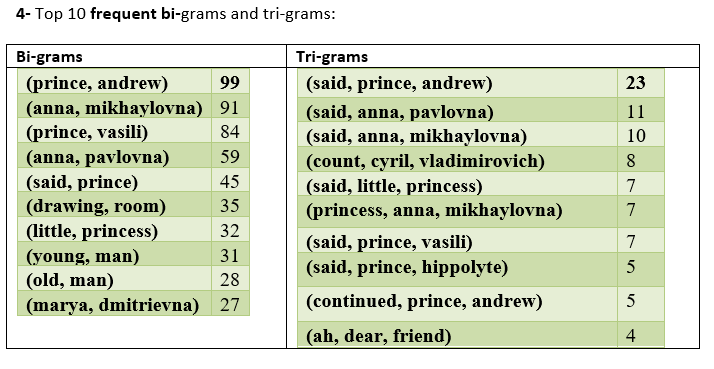 4- Top 10 frequent bi-grams and tri-grams:
Bi-grams
(prince, andrew) 99
(anna, mikhaylovna) 91
(prince, vasili) 84
(anna, pavlovna) 59
(said, prince) 45
(drawing, room) 35
(little, princess) 32
(young, man) 31
(old, man) 28
(marya, dmitrievna) 27
Tri-grams
(said, prince, andrew) 23
(said, anna, pavlovna) 11
(said, anna, mikhaylovna) 10
(count, cyril, vladimirovich) 8
(said, little, princess) 7
(princess, anna, mikhaylovna) 7
(said, prince, vasili) 7
(said, prince, hippolyte) 5
(continued, prince, andrew) 5
(ah, dear, friend) 4